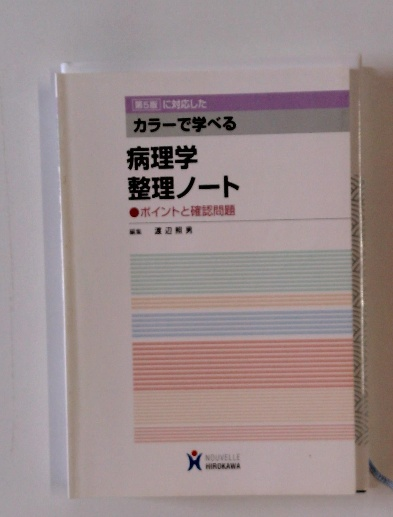 第5版 に対応した
カラーで学べる
病理学
整理ノート
●ポイントと確認問題
編集 渡辺照男
NOUVELLE
HIROKAWA